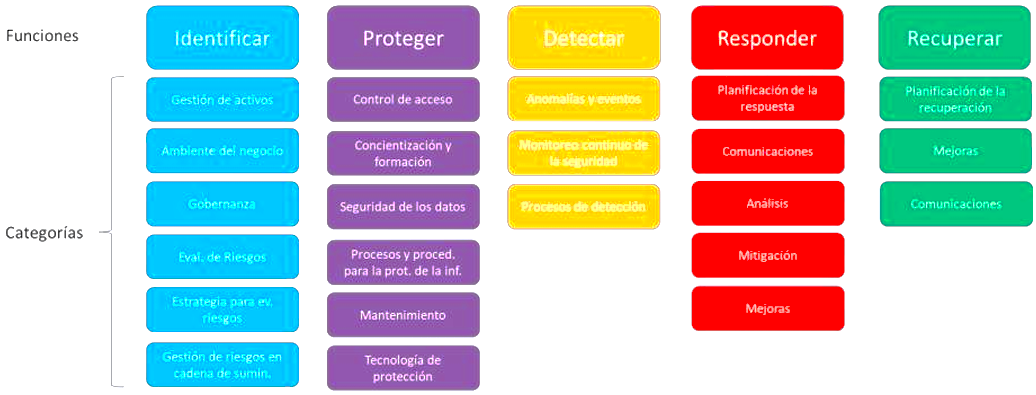 Funciones
Identificar
Proteger
Detectar
Responder
Recuperar
Categorías
Gestión de activos
Ambiente del negocio
Gobernanza
Eval. de Riesgos
Estrategia para ev.
riesgos
Gestión de riesgos en
cadena de sumin.
Control de acceso
Concientización y
formación
Seguridad de los datos
Procesos y proced.
para la prot. de la inf.
Mantenimiento
Tecnología de
protección
Anomalías y eventos
Monitoreo continuo de
la seguridad
Procesos de detección
Planificación de la
respuesta
Comunicaciones
Análisis
Mitigación
Mejoras
Planificación de la
recuperación
Mejoras
Comunicaciones